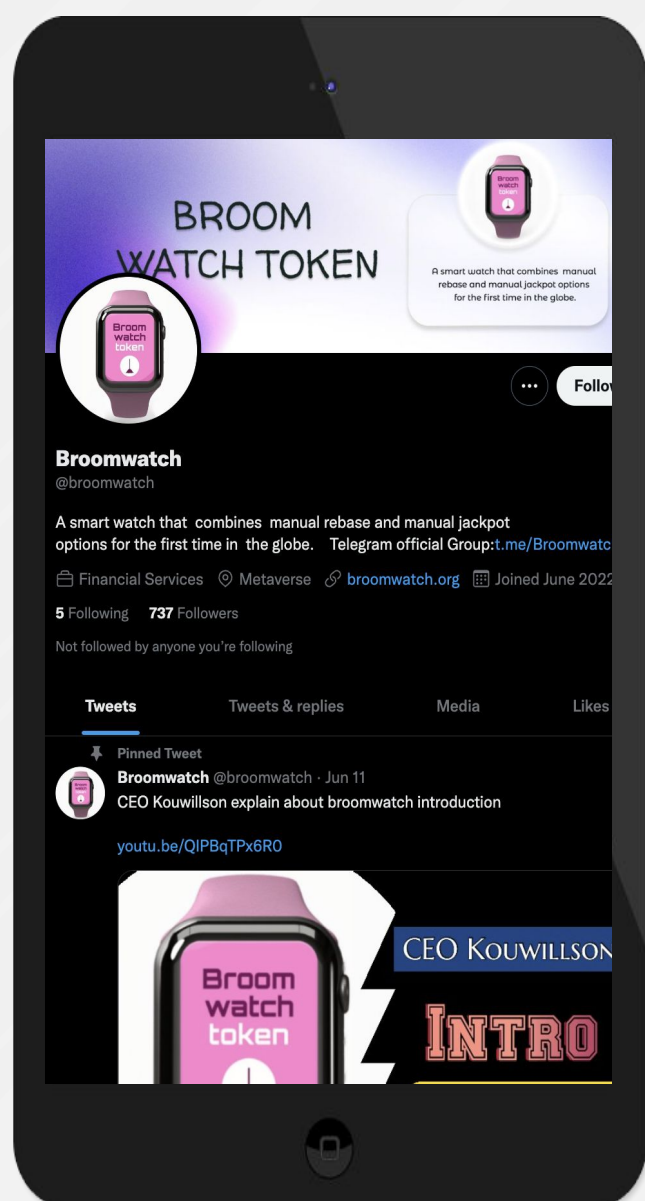 BROOM
WATCH TOKEN
Broom
watch
token
A smart watch that combines manual
rebase and manual jackpot options
for the first time in the globe.
Broom
watch
token
Follo
Broomwatch
@broomwatch
A smart watch that combines manual rebase and manual jackpot
options for the first time in the globe. Telegram official Group:t.me/Broomwatc
Financial Services Metaverse broomwatch.org Joined June 2022
5 Following 737 Followers
Not followed by anyone you're following
Tweets Tweets & replies Media Likes
Pinned Tweet
Broomwatch @broomwatch · Jun 11
CEO Kouwillson explain about broomwatch introduction
youtu.be/QIPBqTPx6R0
CEO KOUWILLSON
INTRO
Broom
watch
token